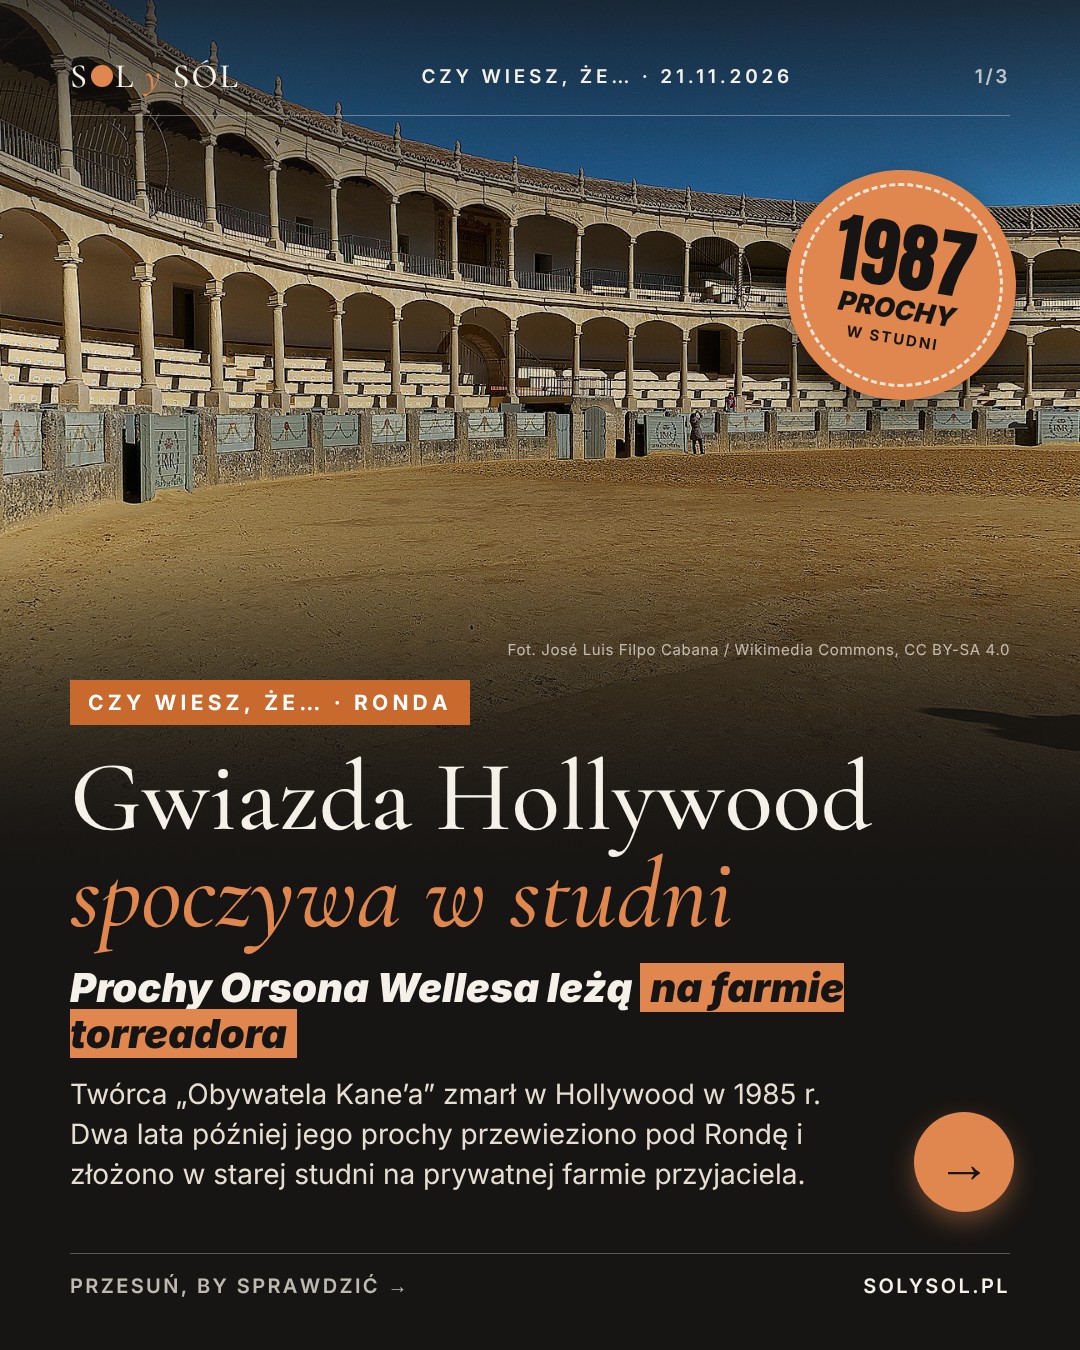 SOL y SÓL
CZY WIESZ, ŻE… · 21.11.2026
1/3
1987
PROCHY
W STUDNI
Fot. José Luis Filpo Cabana / Wikimedia Commons, CC BY-SA 4.0
CZY WIESZ, ŻE… · RONDA
Gwiazda Hollywood
spoczywa w studni
Prochy Orsona Wellesa leżą na farmie
torreadora
Twórca „Obywatela Kane’a” zmarł w Hollywood w 1985 r.
Dwa lata później jego prochy przewieziono pod Rondę i
złożono w starej studni na prywatnej farmie przyjaciela.
→
PRZESUŃ, BY SPRAWDZIĆ →
SOLYSOL.PL